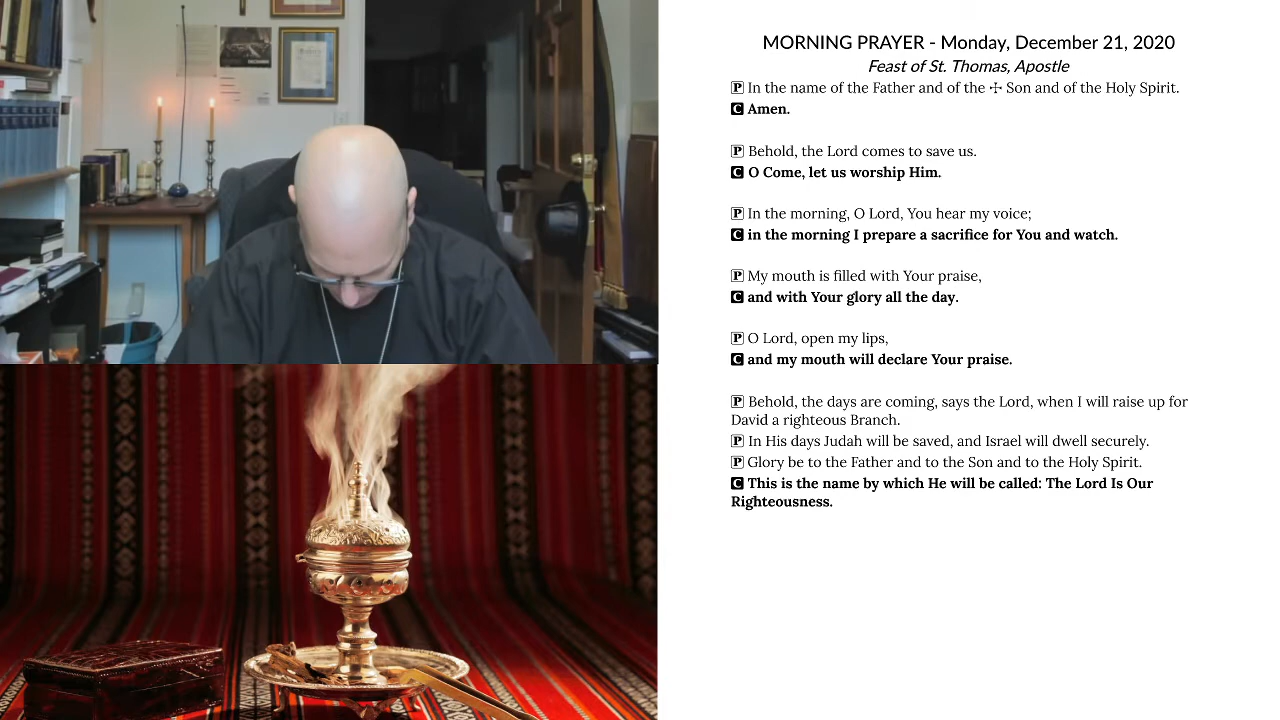 MORNING PRAYER - Monday, December 21, 2020
Feast of St. Thomas, Apostle
P In the name of the Father and of the ☩ Son and of the Holy Spirit.
C Amen.
P Behold, the Lord comes to save us.
C O Come, let us worship Him.
P In the morning, O Lord, You hear my voice;
C in the morning I prepare a sacrifice for You and watch.
P My mouth is filled with Your praise,
C and with Your glory all the day.
P O Lord, open my lips,
C and my mouth will declare Your praise.
P Behold, the days are coming, says the Lord, when I will raise up for
David a righteous Branch.
P In His days Judah will be saved, and Israel will dwell securely.
P Glory be to the Father and to the Son and to the Holy Spirit.
C This is the name by which He will be called: The Lord Is Our
Righteousness.